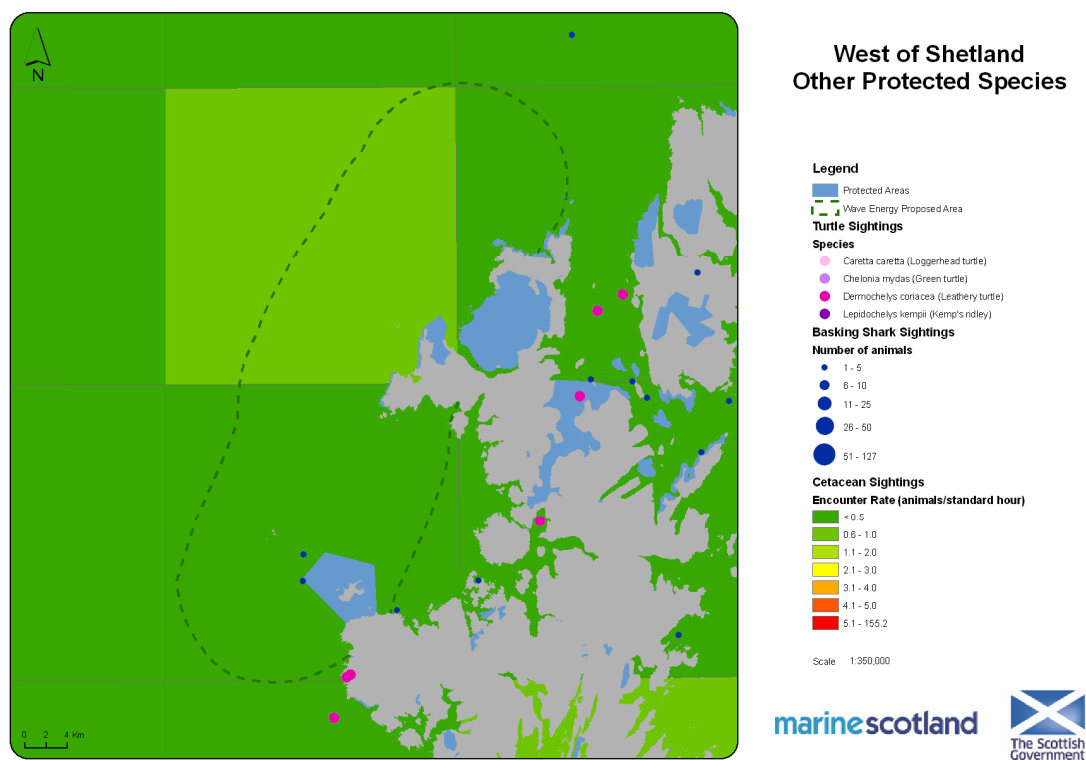 N
0 2 4 Km
West of Shetland
Other Protected Species
Legend
Protected Areas
Wave Energy Proposed Area
Turtle Sightings
Species
Caretta caretta (Loggerhead turtle)
Chelonia mydas (Green turtle)
Dermochelys coriacea (Leathery turtle)
Lepidochelys kempii (Kemp's ridley)
Basking Shark Sightings
Number of animals
1 - 5
6 - 10
11 - 25
26 - 50
51 - 127
Cetacean Sightings
Encounter Rate (animals/standard hour)
< 0.5
0.6 - 1.0
1.1 - 2.0
2.1 - 3.0
3.1 - 4.0
4.1 - 5.0
5.1 - 155.2
Scale 1:350,000
marinescotland
The Scottish
Government